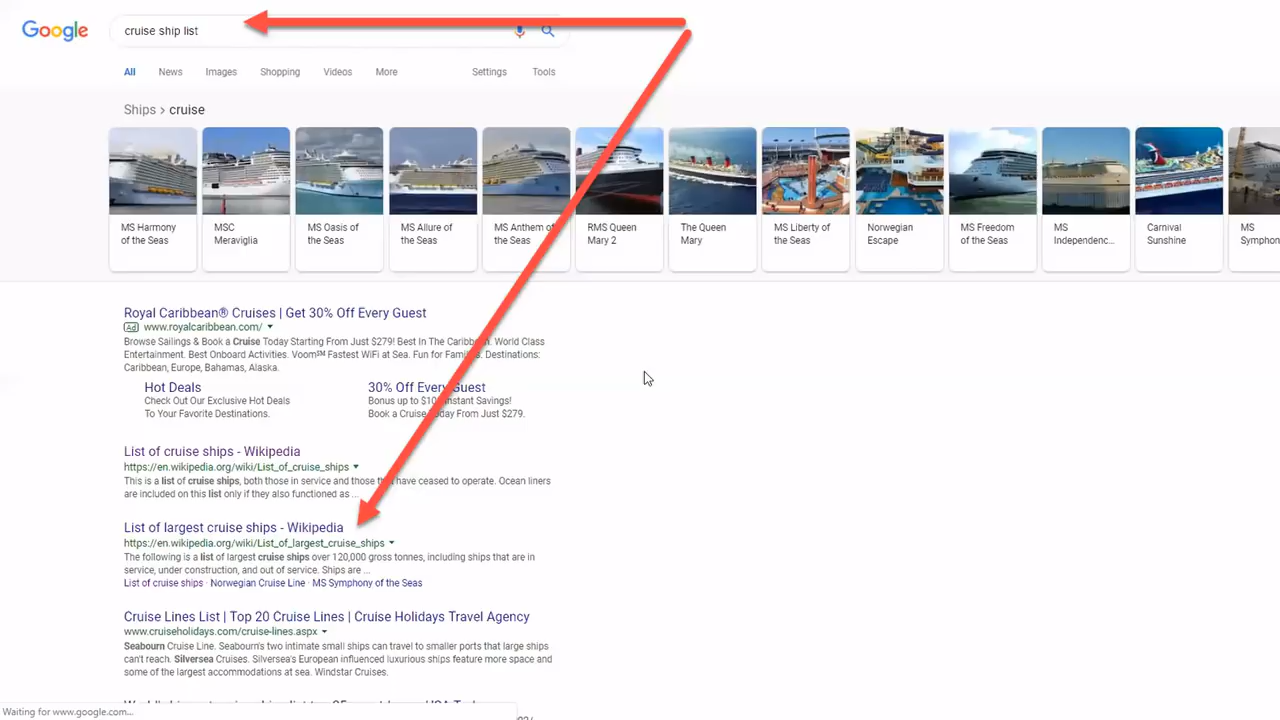 Google
cruise ship list
All News Images Shopping Videos More Settings Tools
Ships > cruise
MS Harmony of the Seas
MSC Meraviglia
MS Oasis of the Seas
MS Allure of the Seas
MS Anthem of the Seas
RMS Queen Mary 2
The Queen Mary
MS Liberty of the Seas
Norwegian Escape
MS Freedom of the Seas
MS Independenc...
Carnival Sunshine
MS
Royal Caribbean® Cruises | Get 30% Off Every Guest
Ad www.royalcaribbean.com/
Browse Sailings & Book a Cruise Today Starting From Just $279! Best In The World Class
Entertainment. Best Onboard Activities. Voom℠ Fastest WiFi at Sea. Fun for Destinations:
Caribbean, Europe, Bahamas, Alaska.
Hot Deals
Check Out Our Exclusive Hot Deals
To Your Favorite Destinations.
30% Off Every Guest
Bonus up to Instant Savings!
Book a Cruise Today From Just $279.
List of cruise ships - Wikipedia
https://en.wikipedia.org/wiki/List_of_cruise_ships
This is a list of cruise ships, both those in service and those have ceased to operate. Ocean liners
are included on this list only if they also functioned as ...
List of largest cruise ships - Wikipedia
https://en.wikipedia.org/wiki/List_of_largest_cruise_ships
The following is a list of largest cruise ships over 120,000 gross tonnes, including ships that are in
service, under construction, and out of service. Ships are ...
List of cruise ships · Norwegian Cruise Line · MS Symphony of the Seas
Cruise Lines List | Top 20 Cruise Lines | Cruise Holidays Travel Agency
www.cruiseholidays.com/cruise-lines.aspx
Seabourn Cruise Line. Seabourn's two intimate small ships can travel to smaller ports that large ships
can't reach. Silversea Cruises. Silversea's European influenced luxurious ships feature more space and
some of the largest accommodations at sea. Windstar Cruises.
Waiting for www.google.com...